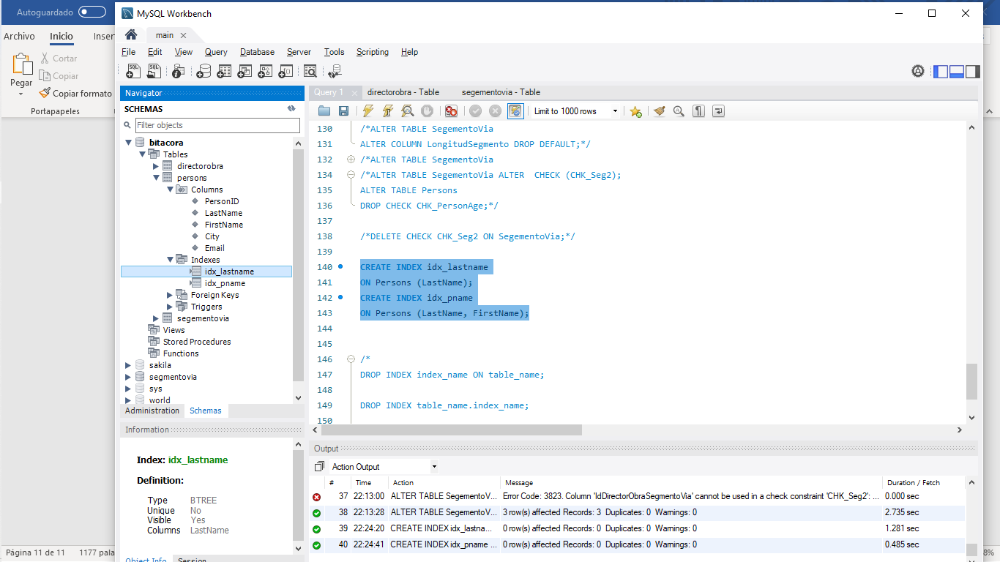 Autoguardado
MySQL Workbench
Archivo Inicio Inser
main
File Edit View Query Database Server Tools Scripting Help
Pegar
Cortar
Copiar
Copiar formato
Portapapeles
Navigator
SCHEMAS
Filter objects
bitacora
Tables
directorobra
persons
Columns
PersonID
LastName
FirstName
City
Email
Indexes
idx_lastname
idx_pname
Foreign Keys
Triggers
segementovia
Views
Stored Procedures
Functions
sakila
segmentovia
sys
world
Administration Schemas
Information
Index: idx_lastname
Definition:
Type BTREE
Unique No
Visible Yes
Columns LastName
Object Info Session
Query 1 directorobra - Table segementovia - Table
Limit to 1000 rows
130 /*ALTER TABLE SegementoVia
131 ALTER COLUMN LongitudSegmento DROP DEFAULT;*/
132 /*ALTER TABLE SegementoVia
134 /*ALTER TABLE SegementoVia ALTER  CHECK (CHK_Seg2);
135 ALTER TABLE Persons
136 DROP CHECK CHK_PersonAge;*/
137
138 /*DELETE CHECK CHK_Seg2 ON SegementoVia;*/
139
140 CREATE INDEX idx_lastname
141 ON Persons (LastName);
142 CREATE INDEX idx_pname
143 ON Persons (LastName, FirstName);
144
145
146 /*
147 DROP INDEX index_name ON table_name;
148
149 DROP INDEX table_name.index_name;
150
Output
Action Output
# Time Action Message Duration / Fetch
37 22:13:00 ALTER TABLE SegementoV... Error Code: 3823. Column 'IdDirectorObraSegmentoVia' cannot be used in a check constraint 'CHK_Seg2': ... 0.000 sec
38 22:13:28 ALTER TABLE SegementoV... 3 row(s) affected Records: 3  Duplicates: 0  Warnings: 0 2.735 sec
39 22:24:20 CREATE INDEX idx_lastna... 0 row(s) affected Records: 0  Duplicates: 0  Warnings: 0 1.281 sec
40 22:24:41 CREATE INDEX idx_pname ... 0 row(s) affected Records: 0  Duplicates: 0  Warnings: 0 0.485 sec
Página 11 de 11 1177 pala
8%